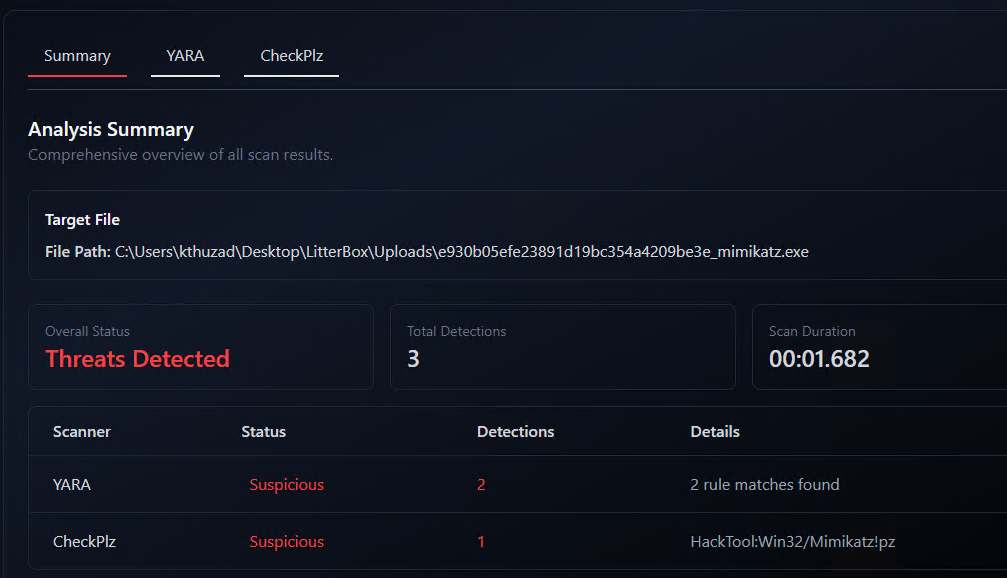 Summary YARA CheckPlz
Analysis Summary
Comprehensive overview of all scan results.
Target File
File Path: C:\Users\kthuzad\Desktop\LitterBox\Uploads\e930b05efe23891d19bc354a4209be3e_mimikatz.exe
Overall Status Total Detections Scan Duration
Threats Detected 3 00:01.682
Scanner Status Detections Details
YARA Suspicious 2 2 rule matches found
CheckPlz Suspicious 1 HackTool:Win32/Mimikatz!pz